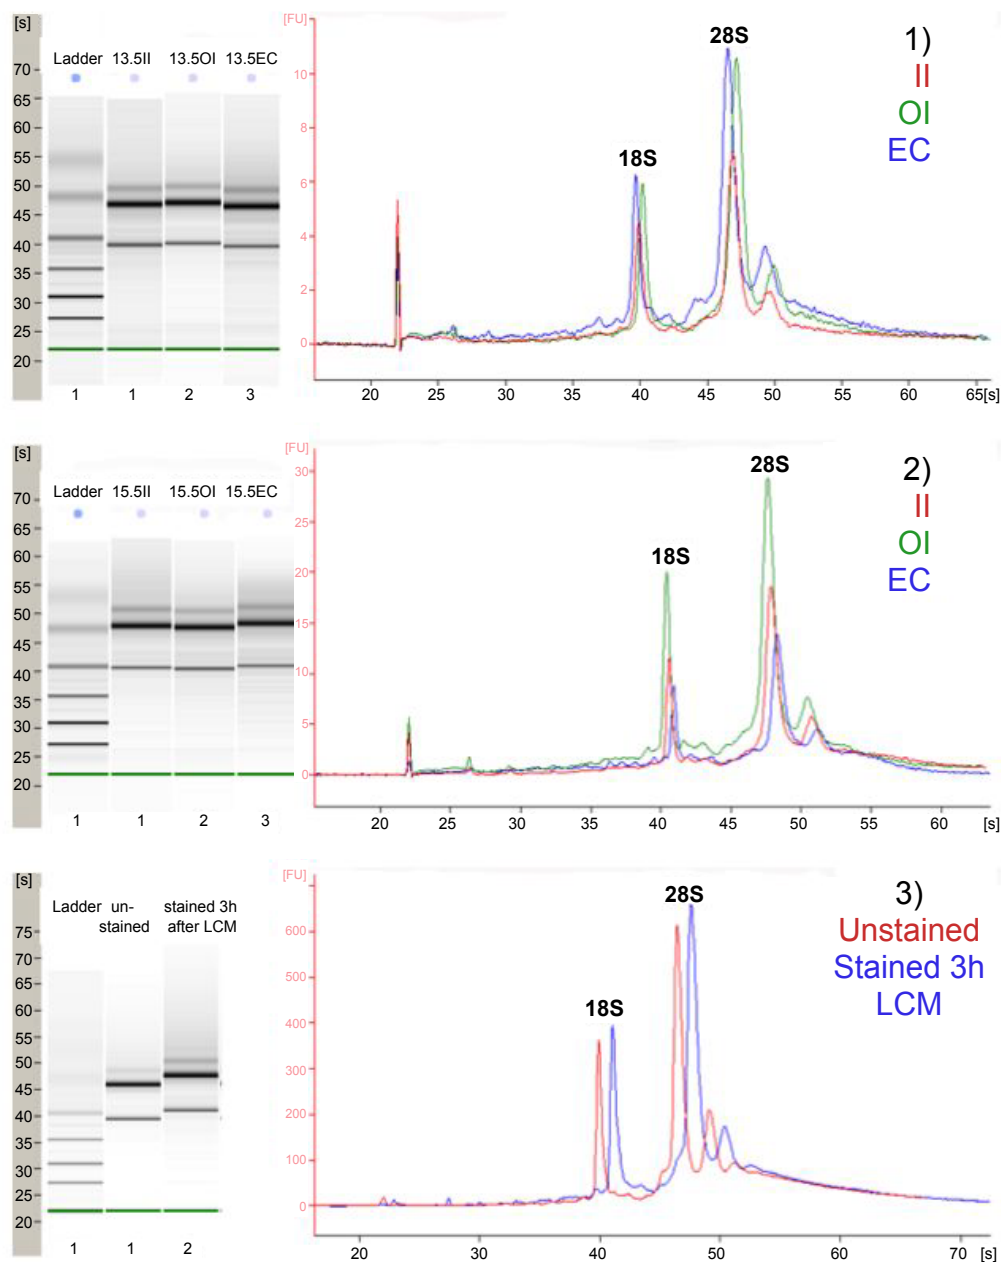 [s]
Ladder 13.5II 13.5OI 13.5EC
70
65
60
55
50
45
40
35
30
25
20
1 1 2 3
[FU]
10
8
6
4
2
0
18S
28S
1)
II
OI
EC
20 25 30 35 40 45 50 55 60 65[s]
[s]
Ladder 15.5II 15.5OI 15.5EC
70
65
60
55
50
45
40
35
30
25
20
1 1 2 3
[FU]
30
25
20
15
10
5
0
18S
28S
2)
II
OI
EC
20 25 30 35 40 45 50 55 60 [s]
[s]
Ladder un- stained 3h
stained after LCM
75
70
65
60
55
50
45
40
35
30
25
20
1 1 2
[FU]
600
500
400
300
200
100
0
18S
28S
3)
Unstained
Stained 3h
LCM
20 30 40 50 60 70 [s]